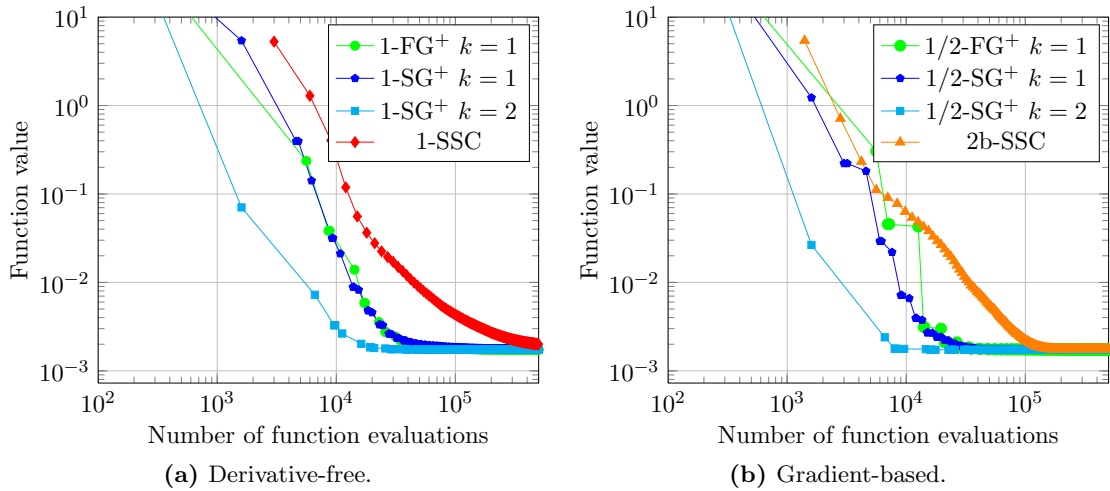 10^1
10^0
10^{-1}
10^{-2}
10^{-3}
Function value
10^2
10^3
10^4
10^5
Number of function evaluations
1-FG^+ k = 1
1-SG^+ k = 1
1-SG^+ k = 2
1-SSC
(a) Derivative-free.
10^1
10^0
10^{-1}
10^{-2}
10^{-3}
Function value
10^2
10^3
10^4
10^5
Number of function evaluations
1/2-FG^+ k = 1
1/2-SG^+ k = 1
1/2-SG^+ k = 2
2b-SSC
(b) Gradient-based.